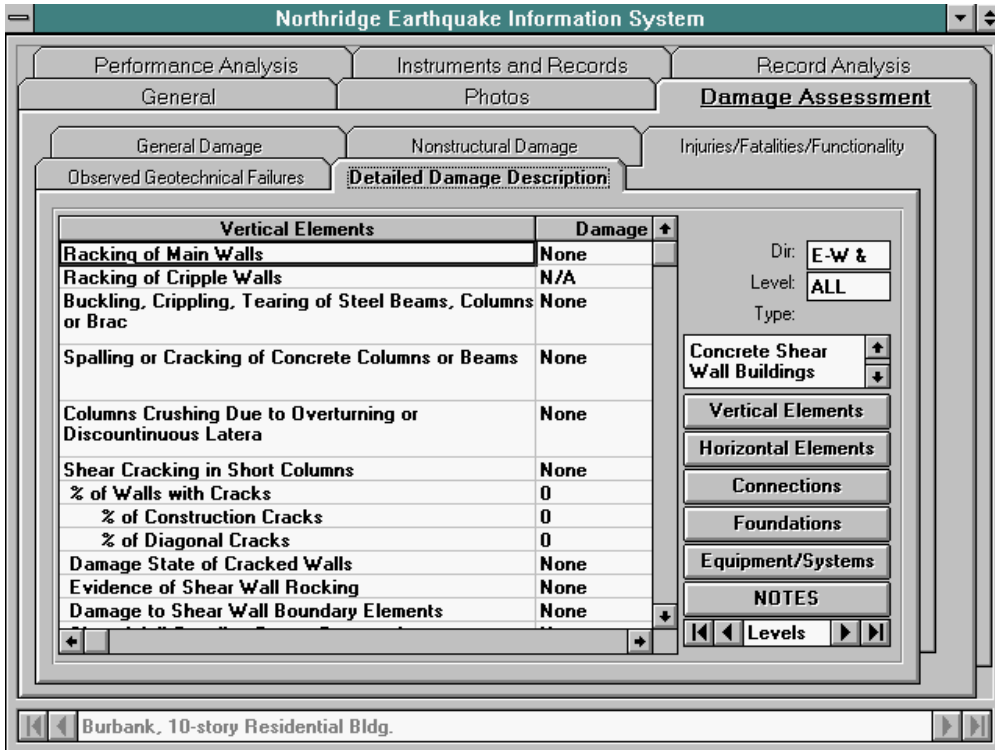 Northridge Earthquake Information System
Performance Analysis
Instruments and Records
Record Analysis
General
Photos
Damage Assessment
General Damage
Nonstructural Damage
Injuries/Fatalities/Functionality
Observed Geotechnical Failures
Detailed Damage Description
Vertical Elements Damage
Racking of Main Walls None
Racking of Cripple Walls N/A
Buckling, Crippling, Tearing of Steel Beams, Columns None
or Brac
Spalling or Cracking of Concrete Columns or Beams None
Columns Crushing Due to Overturning or None
Discountinuous Latera
Shear Cracking in Short Columns None
% of Walls with Cracks 0
% of Construction Cracks 0
% of Diagonal Cracks 0
Damage State of Cracked Walls None
Evidence of Shear Wall Rocking None
Damage to Shear Wall Boundary Elements None
Dir: E-W &
Level: ALL
Type:
Concrete Shear
Wall Buildings
Vertical Elements
Horizontal Elements
Connections
Foundations
Equipment/Systems
NOTES
Levels
Burbank, 10-story Residential Bldg.